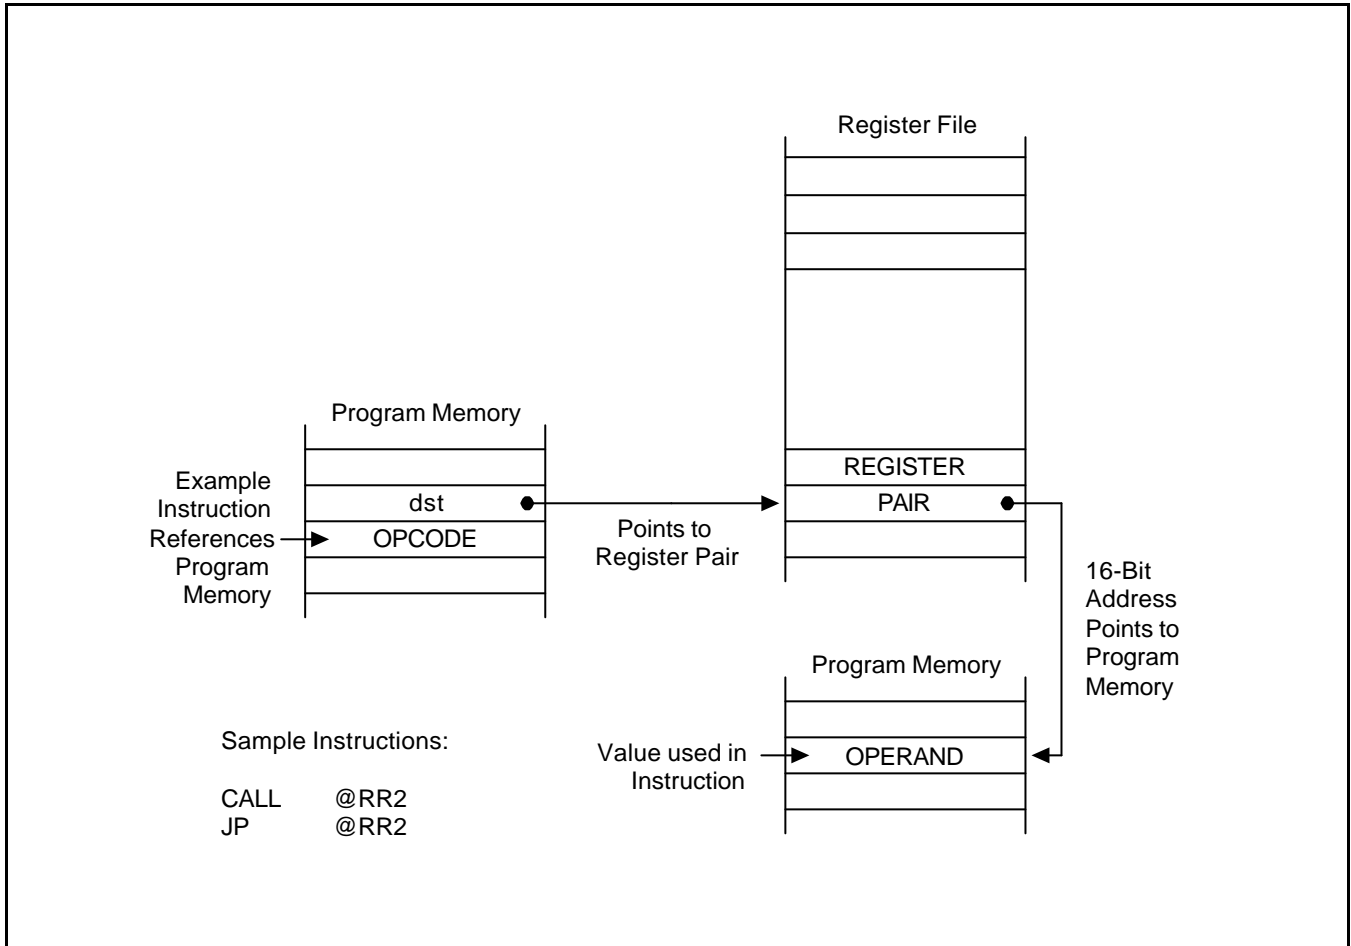 Register File
Program Memory
REGISTER
Example
Instruction
References
Program
Memory
dst
PAIR
OPCODE
Points to
Register Pair
16-Bit
Address
Points to
Program
Memory
Program Memory
Sample Instructions:
CALL @RR2
JP @RR2
Value used in
Instruction
OPERAND